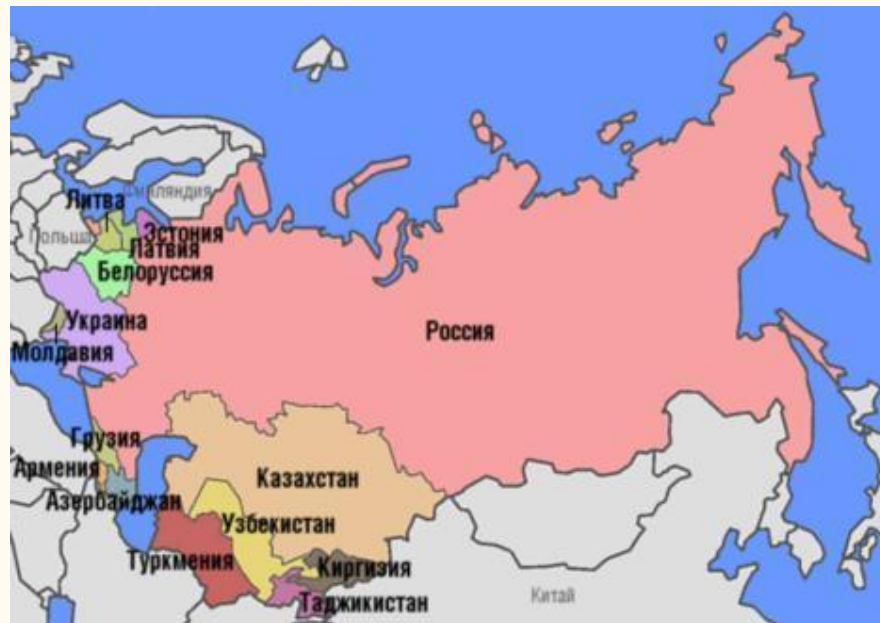 Финляндия
Литва
Польша
Эстония
Латвия
Белоруссия
Украина
Россия
Молдавия
Грузия
Армения
Казахстан
Азербайджан
Узбекистан
Туркмения
Киргизия
Таджикистан
Китай